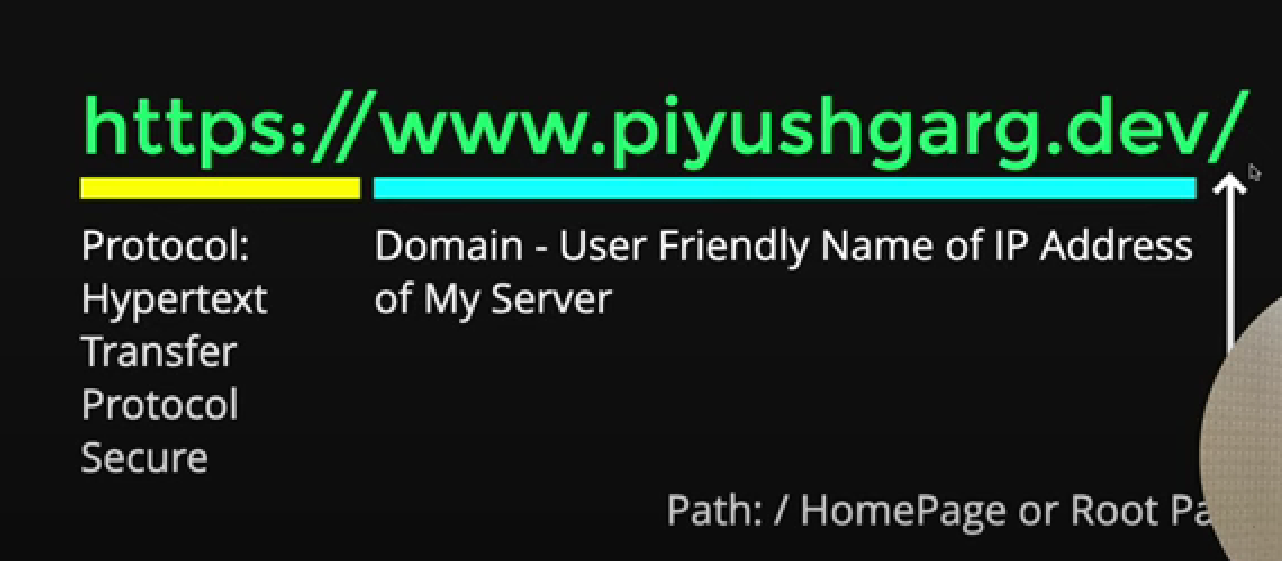 https://www.piyushgarg.dev/
Protocol:
Hypertext
Transfer
Protocol
Secure
Domain - User Friendly Name of IP Address
of My Server
Path: / HomePage or Root